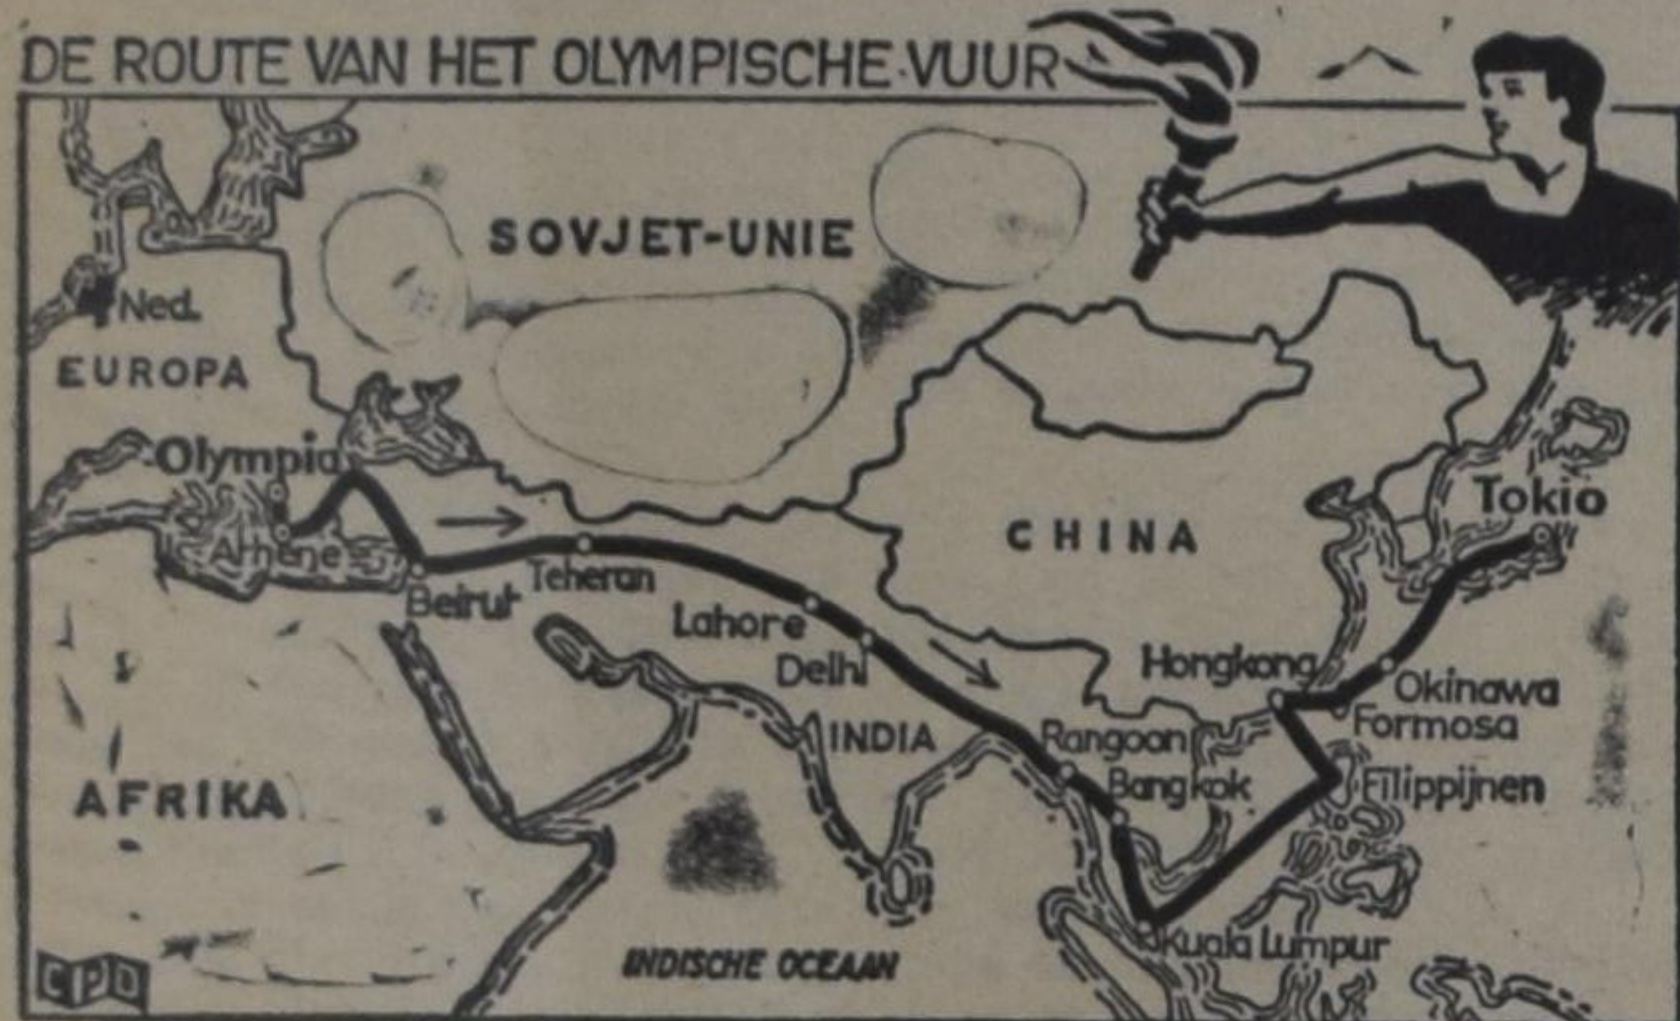 DE ROUTE VAN HET OLYMPISCHE VUUR
SOVJET-UNIE
Ned.
EUROPA
Olympia
Tokio
CHINA
Athene
Teheran
Beirut
Lahore
Delhi
Hongkong
Okinawa
Formosa
INDIA
Rangoon
Bangkok
Filippijnen
AFRIKA
Kuala Lumpur
INDISCHE OCEAAN
CPD